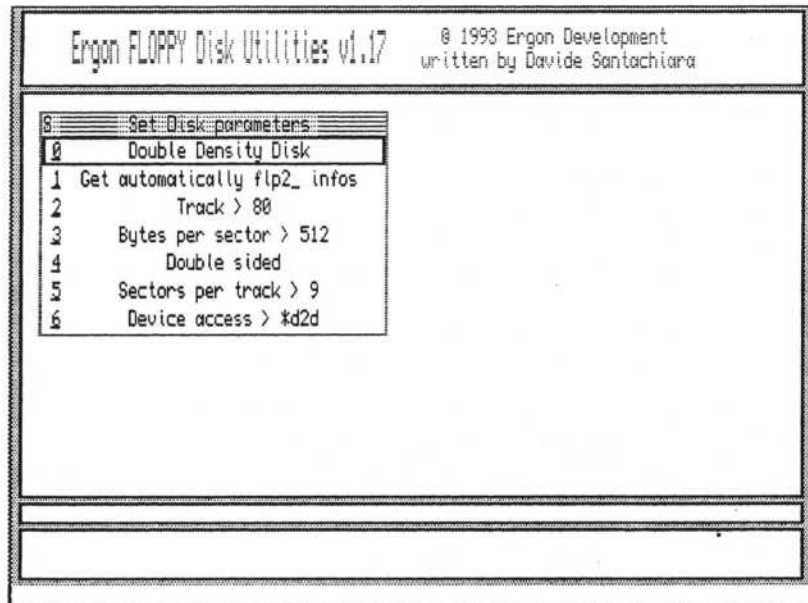 Ergon FLOPPY Disk Utilities v1.17
@ 1993 Ergon Development
written by Davide Santachiara
S Set Disk parameters
0 Double Density Disk
1 Get automatically flp2_ infos
2 Track > 80
3 Bytes per sector > 512
4 Double sided
5 Sectors per track > 9
6 Device access > *d2d